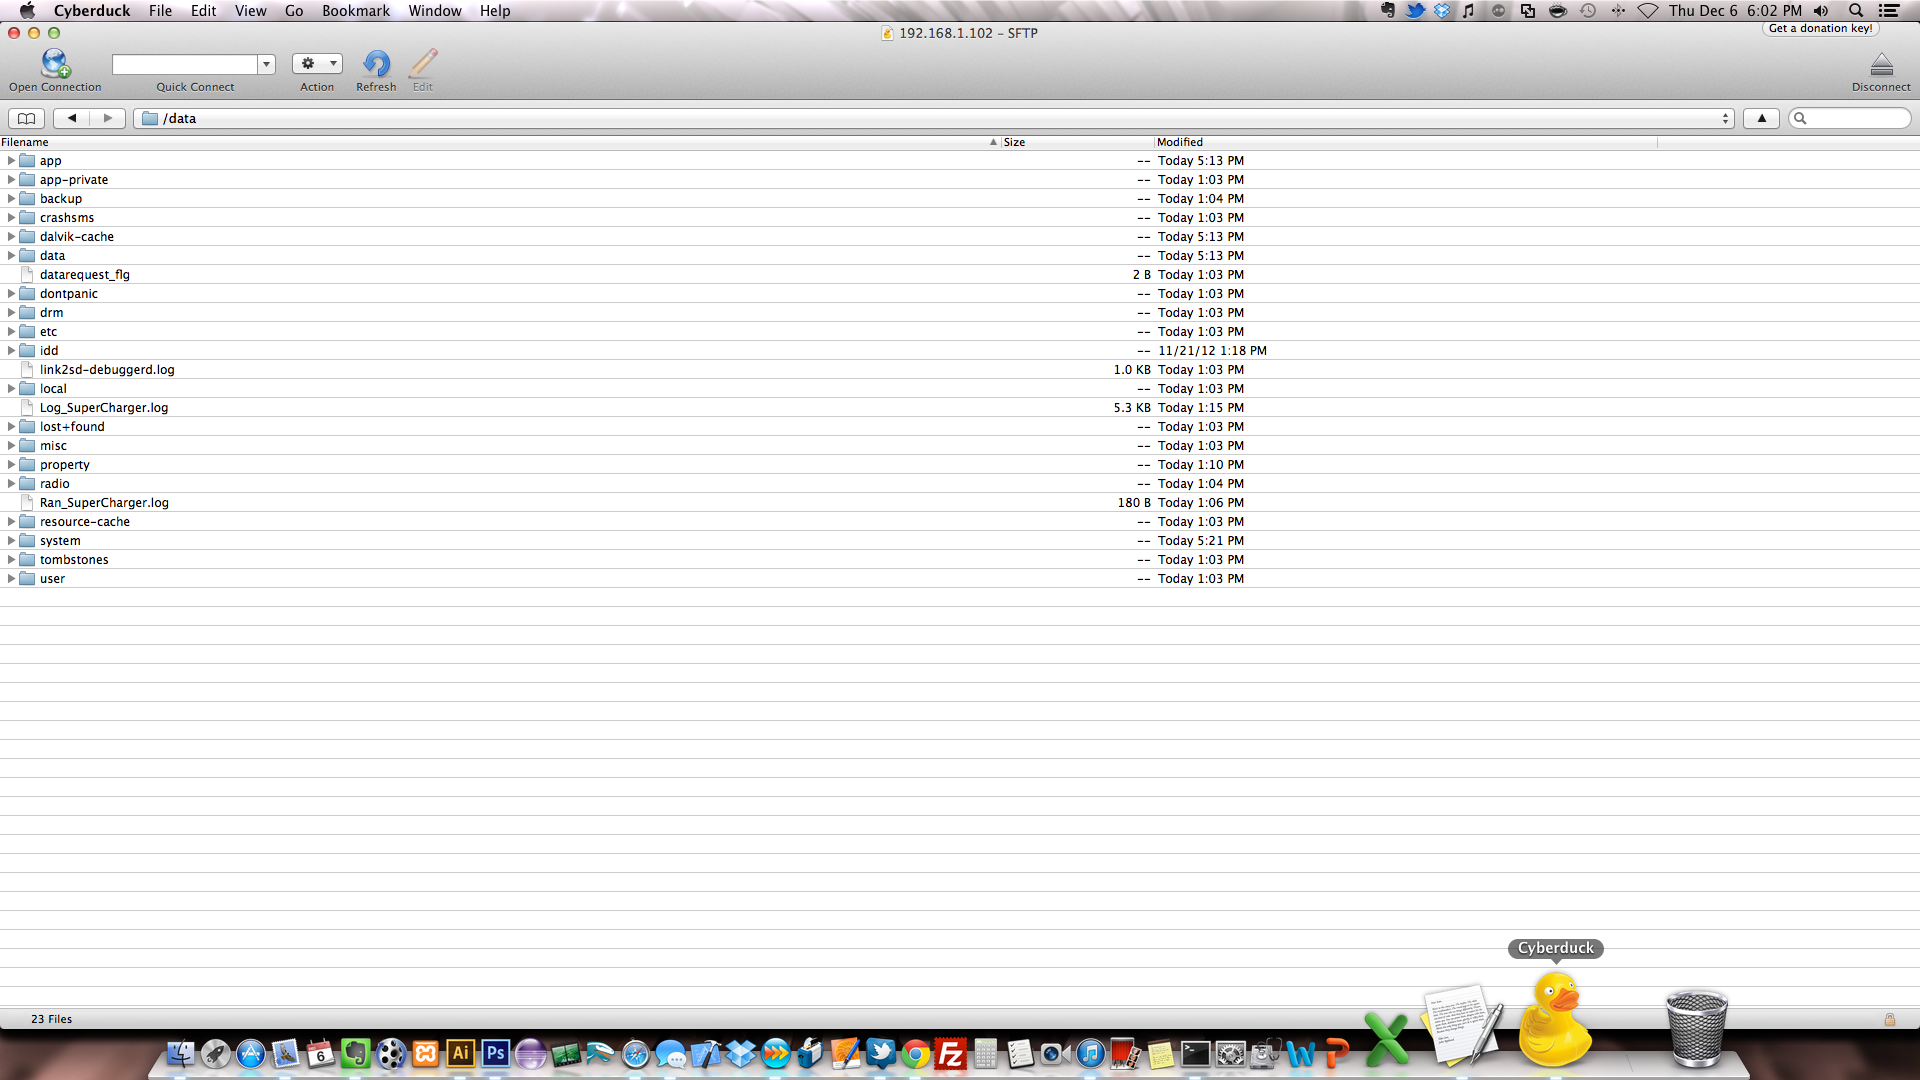 Cyberduck File Edit View Go Bookmark Window Help Thu Dec 6 6:02 PM
192.168.1.102 – SFTP
Get a donation key!
Open Connection Quick Connect Action Refresh Edit Disconnect
/data
Filename Size Modified
app -- Today 5:13 PM
app-private -- Today 1:03 PM
backup -- Today 1:04 PM
crashsms -- Today 1:03 PM
dalvik-cache -- Today 5:13 PM
data -- Today 5:13 PM
datarequest_flg 2 B Today 1:03 PM
dontpanic -- Today 1:03 PM
drm -- Today 1:03 PM
etc -- Today 1:03 PM
idd -- 11/21/12 1:18 PM
link2sd-debuggerd.log 1.0 KB Today 1:03 PM
local -- Today 1:03 PM
Log_SuperCharger.log 5.3 KB Today 1:15 PM
lost+found -- Today 1:03 PM
misc -- Today 1:03 PM
property -- Today 1:10 PM
radio -- Today 1:04 PM
Ran_SuperCharger.log 180 B Today 1:06 PM
resource-cache -- Today 1:03 PM
system -- Today 5:21 PM
tombstones -- Today 1:03 PM
user -- Today 1:03 PM
Cyberduck
23 Files
6 Ai Ps Fz W P X